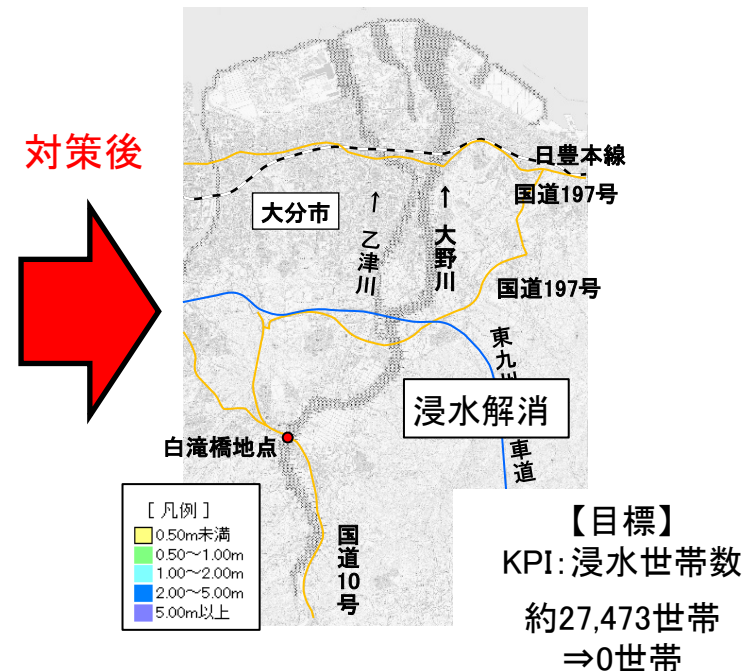 対策後
日豊本線
国道197号
大分市
↑
乙津川
↑
大野川
国道197号
東九
車道
浸水解消
白滝橋地点
[ 凡例 ]
0.50m未満
0.50～1.00m
1.00～2.00m
2.00～5.00m
5.00m以上
国道10号
【目標】
KPI:浸水世帯数
約27,473世帯
⇒0世帯